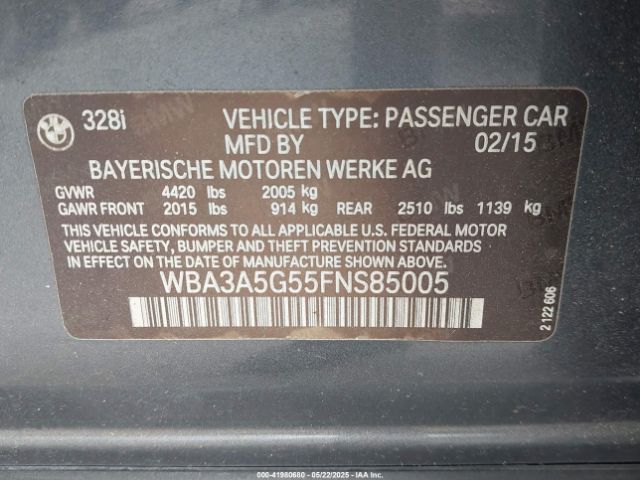 328i VEHICLE TYPE: PASSENGER CAR
MFD BY 02/15
BAYERISCHE MOTOREN WERKE AG
GVWR 4420 lbs 2005 kg
GAWR FRONT 2015 lbs 914 kg REAR 2510 lbs 1139 kg
THIS VEHICLE CONFORMS TO ALL APPLICABLE U.S. FEDERAL MOTOR
VEHICLE SAFETY, BUMPER AND THEFT PREVENTION STANDARDS IN
EFFECT ON THE DATE OF MANUFACTURE SHOWN ABOVE.
WBA3A5G55FNS85005
2 122 606
000-41980680 - 05/22/2025 - IAA Inc.